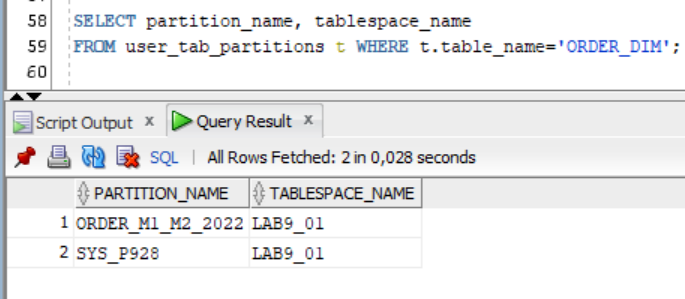 58 SELECT partition_name, tablespace_name
59 FROM user_tab_partitions t WHERE t.table_name='ORDER_DIM';
60
Script Output x Query Result x
SQL | All Rows Fetched: 2 in 0,028 seconds
PARTITION_NAME TABLESPACE_NAME
1 ORDER_M1_M2_2022 LAB9_01
2 SYS_P928 LAB9_01